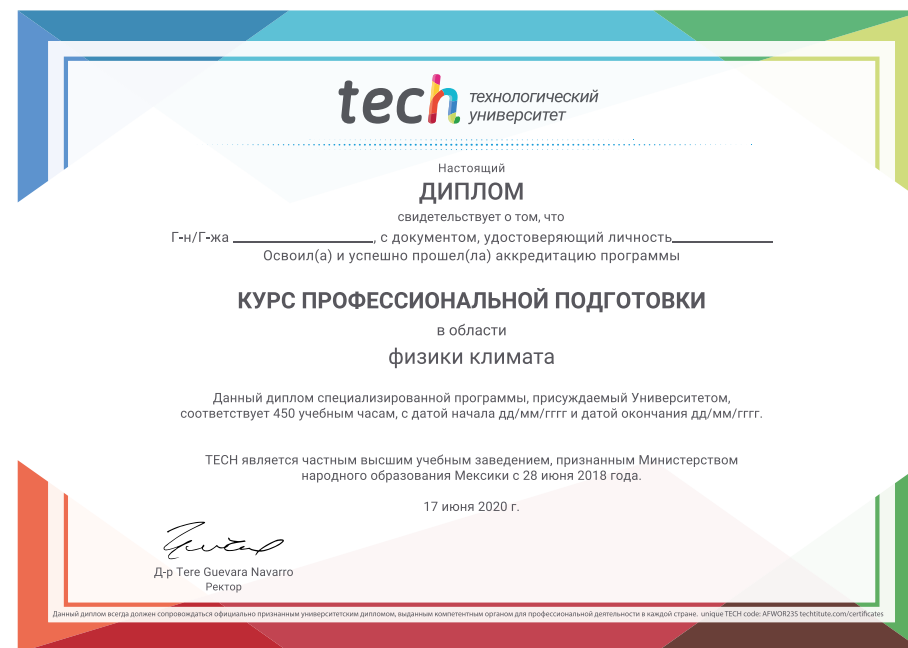 tech технологический
университет
Настоящий
ДИПЛОМ
свидетельствует о том, что
Г-н/Г-жа ____________________, с документом, удостоверяющий личность______________
Освоил(а) и успешно прошел(ла) аккредитацию программы
КУРС ПРОФЕССИОНАЛЬНОЙ ПОДГОТОВКИ
в области
физики климата
Данный диплом специализированной программы, присуждаемый Университетом,
соответствует 450 учебным часам, с датой начала дд/мм/гггг и датой окончания дд/мм/гггг.
TECH является частным высшим учебным заведением, признанным Министерством
народного образования Мексики с 28 июня 2018 года.
17 июня 2020 г.
Д-р Tere Guevara Navarro
Ректор
Данный диплом всегда должен сопровождаться официально признанным университетским дипломом, выданным компетентным органом для профессиональной деятельности в каждой стране. unique TECH code: AFWOR23S techtitute.com/certificates